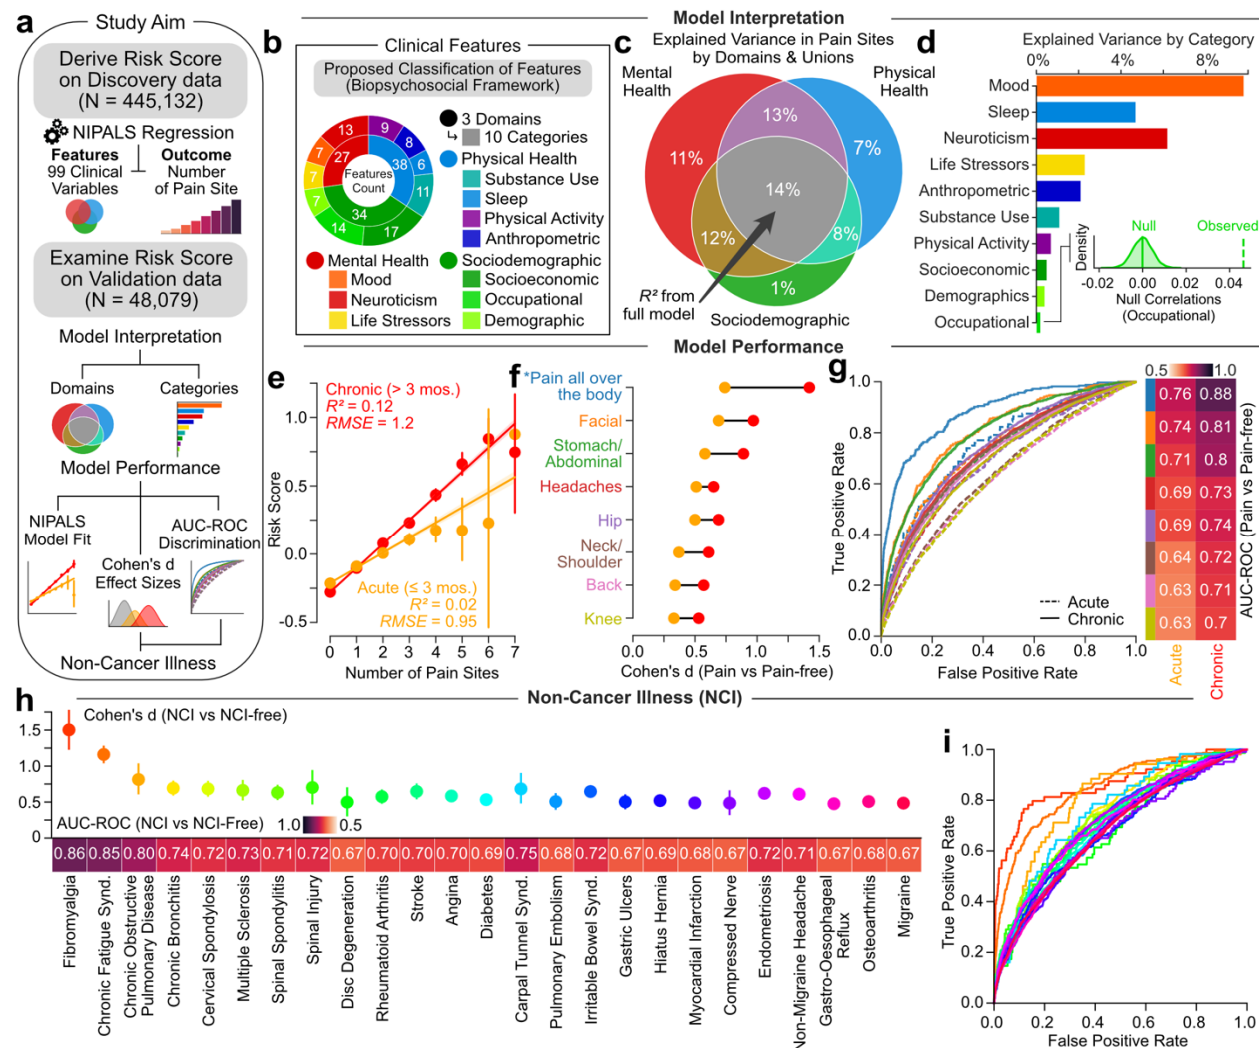 a
Study Aim
Derive Risk Score
on Discovery data
(N = 445,132)
NIPALS Regression
Features
99 Clinical
Variables
Outcome
Number
of Pain Site
Examine Risk Score
on Validation data
(N = 48,079)
Model Interpretation
Domains
Categories
Model Performance
NIPALS
Model Fit
Cohen's d
Effect Sizes
AUC-ROC
Discrimination
Non-Cancer Illness
Model Interpretation
b
Clinical Features
Proposed Classification of Features
(Biopsychosocial Framework)
13
9
8
6
11
17
14
7
7
7
27
38
34
Features
Count
3 Domains
↳ 10 Categories
Physical Health
Substance Use
Sleep
Physical Activity
Anthropometric
Mental Health
Mood
Neuroticism
Life Stressors
Sociodemographic
Socioeconomic
Occupational
Demographic
c
Explained Variance in Pain Sites
by Domains & Unions
Mental
Health
Physical
Health
13%
11%
7%
14%
12%
8%
1%
R² from
full model
Sociodemographic
d
Explained Variance by Category
0%
5%
10%
Mood
Sleep
Neuroticism
Life Stressors
Anthropometric
Substance Use
Physical Activity
Socioeconomic
Demographics
Occupational
Density
Null
Observed
-0.02
0.00
0.02
0.04
Null Correlations
(Occupational)
Model Performance
e
Chronic (> 3 mos.)
R² = 0.12
RMSE = 1.2
Acute (≤ 3 mos.)
R² = 0.02
RMSE = 0.95
Risk Score
1.0
0.5
0.0
-0.5
0 1 2 3 4 5 6 7
Number of Pain Sites
f
*Pain all over
the body
Facial
Stomach/
Abdominal
Headaches
Hip
Neck/
Shoulder
Back
Knee
0.0
0.5
1.0
1.5
Cohen's d (Pain vs Pain-free)
g
True Positive Rate
1.0
0.8
0.6
0.4
0.2
0.0
0.0 0.2 0.4 0.6 0.8 1.0
False Positive Rate
Acute
Chronic
0.5
1.0
0.76 0.88
0.74 0.81
0.71 0.8
0.69 0.73
0.69 0.74
0.64 0.72
0.63 0.71
0.63 0.7
Acute
Chronic
AUC-ROC (Pain vs Pain-free)
Non-Cancer Illness (NCI)
h
Cohen's d (NCI vs NCI-free)
1.5
1.0
0.5
0
AUC-ROC (NCI vs NCI-Free)
1.0
0.5
0.86 0.85 0.80 0.74 0.72 0.73 0.71 0.72 0.67 0.70 0.70 0.70 0.69 0.75 0.68 0.72 0.67 0.69 0.68 0.67 0.72 0.71 0.67 0.68 0.67
Fibromyalgia
Chronic Fatigue Synd.
Chronic Obstructive
Pulmonary Disease
Chronic Bronchitis
Cervical Spondylosis
Multiple Sclerosis
Spinal Spondylitis
Spinal Injury
Disc Degeneration
Rheumatoid Arthritis
Stroke
Angina
Diabetes
Carpal Tunnel Synd.
Pulmonary Embolism
Irritable Bowel Synd.
Gastric Ulcers
Hiatus Hernia
Myocardial Infarction
Compressed Nerve
Endometriosis
Non-Migraine Headache
Gastro-Oesophageal
Reflux
Osteoarthritis
Migraine
i
True Positive Rate
1.0
0.8
0.6
0.4
0.2
0.0
0.0 0.2 0.4 0.6 0.8 1.0
False Positive Rate